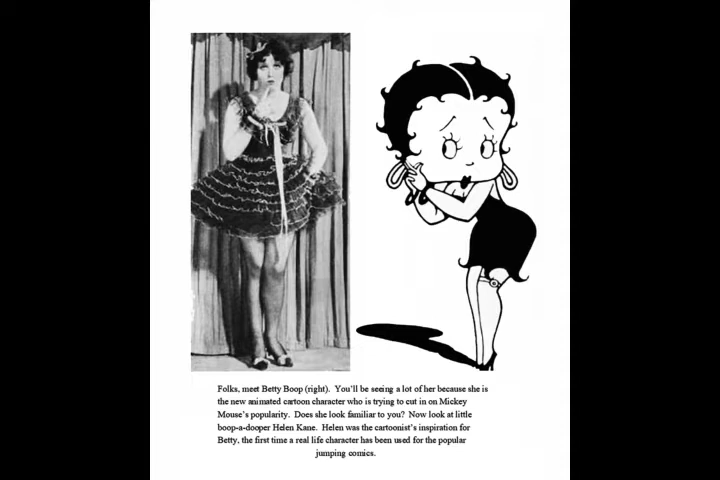 Folks, meet Betty Boop (right).  You'll be seeing a lot of her because she is
the new animated cartoon character who is trying to cut in on Mickey
Mouse's popularity.  Does she look familiar to you?  Now look at little
boop-a-dooper Helen Kane.  Helen was the cartoonist's inspiration for
Betty, the first time a real life character has been used for the popular
jumping comics.